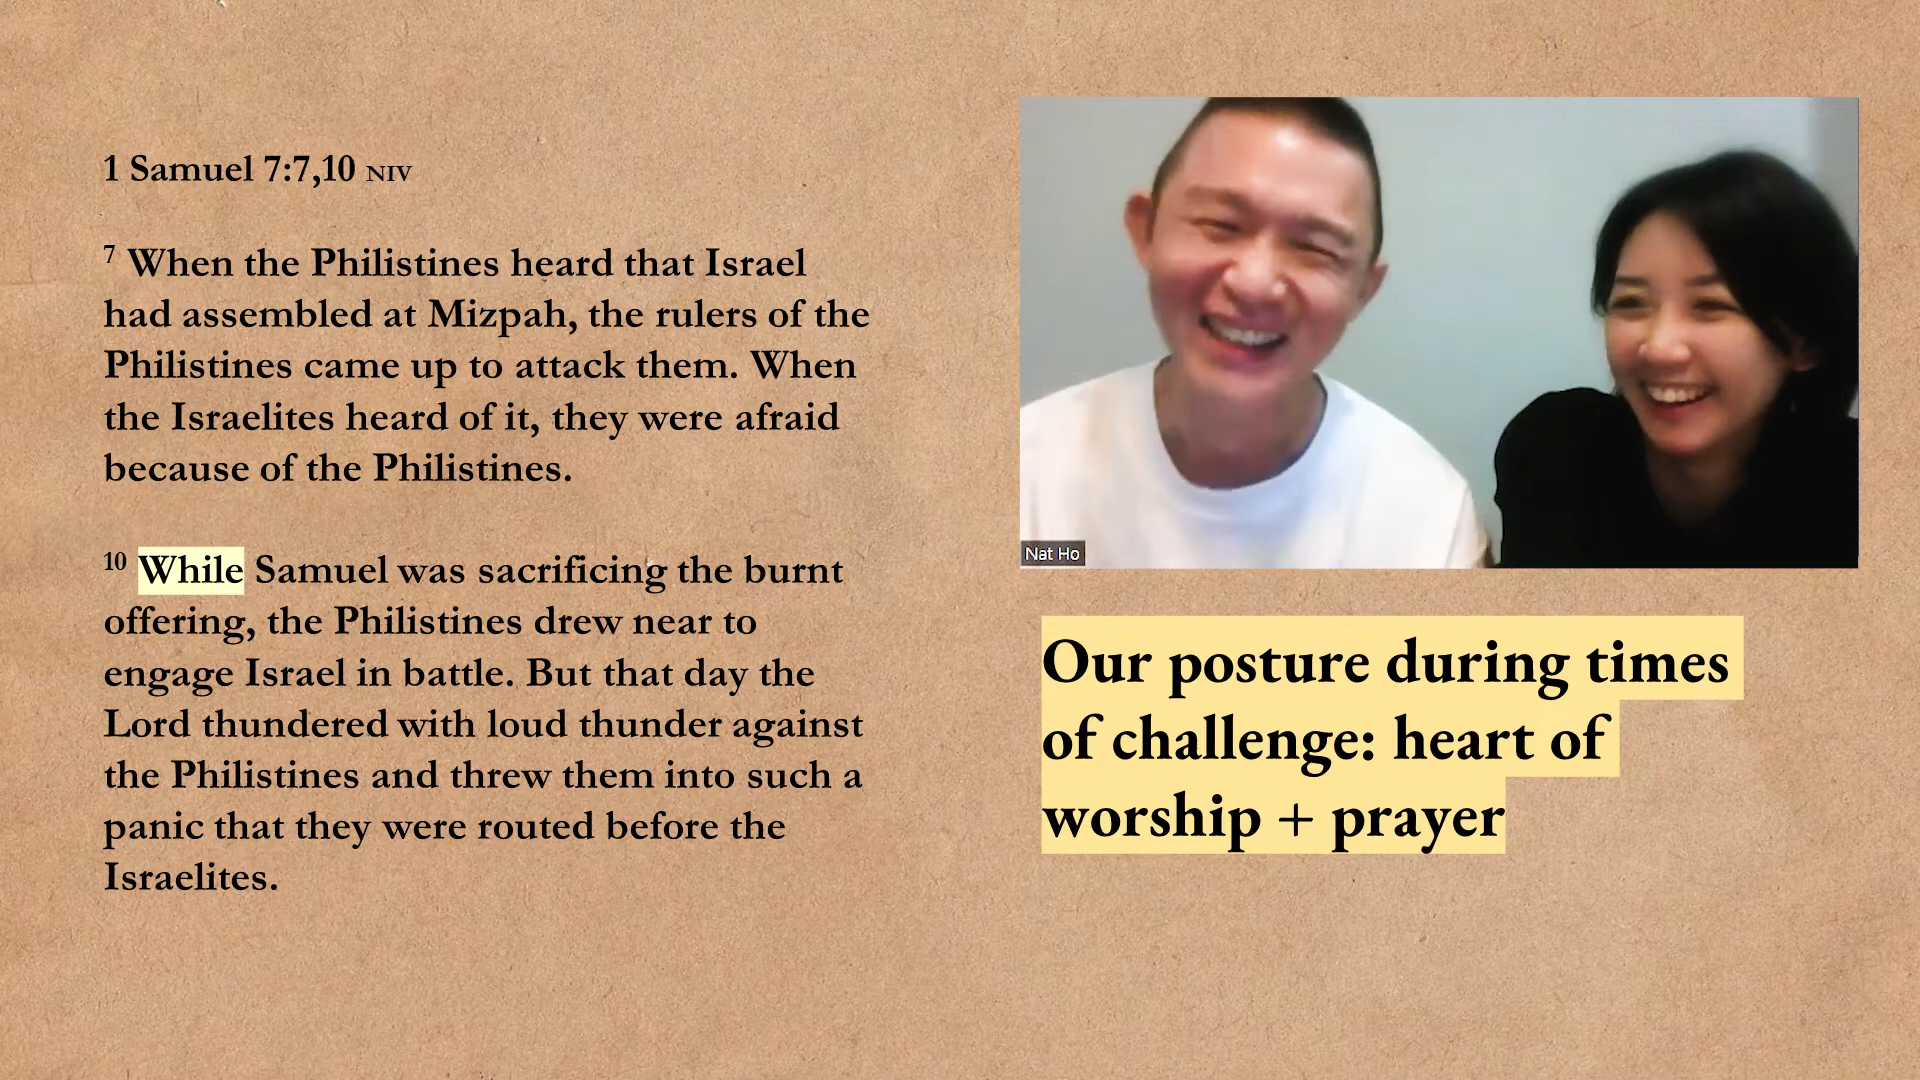 1 Samuel 7:7,10 NIV
7 When the Philistines heard that Israel
had assembled at Mizpah, the rulers of the
Philistines came up to attack them. When
the Israelites heard of it, they were afraid
because of the Philistines.
10 While Samuel was sacrificing the burnt
offering, the Philistines drew near to
engage Israel in battle. But that day the
Lord thundered with loud thunder against
the Philistines and threw them into such a
panic that they were routed before the
Israelites.
Nat Ho
Our posture during times
of challenge: heart of
worship + prayer